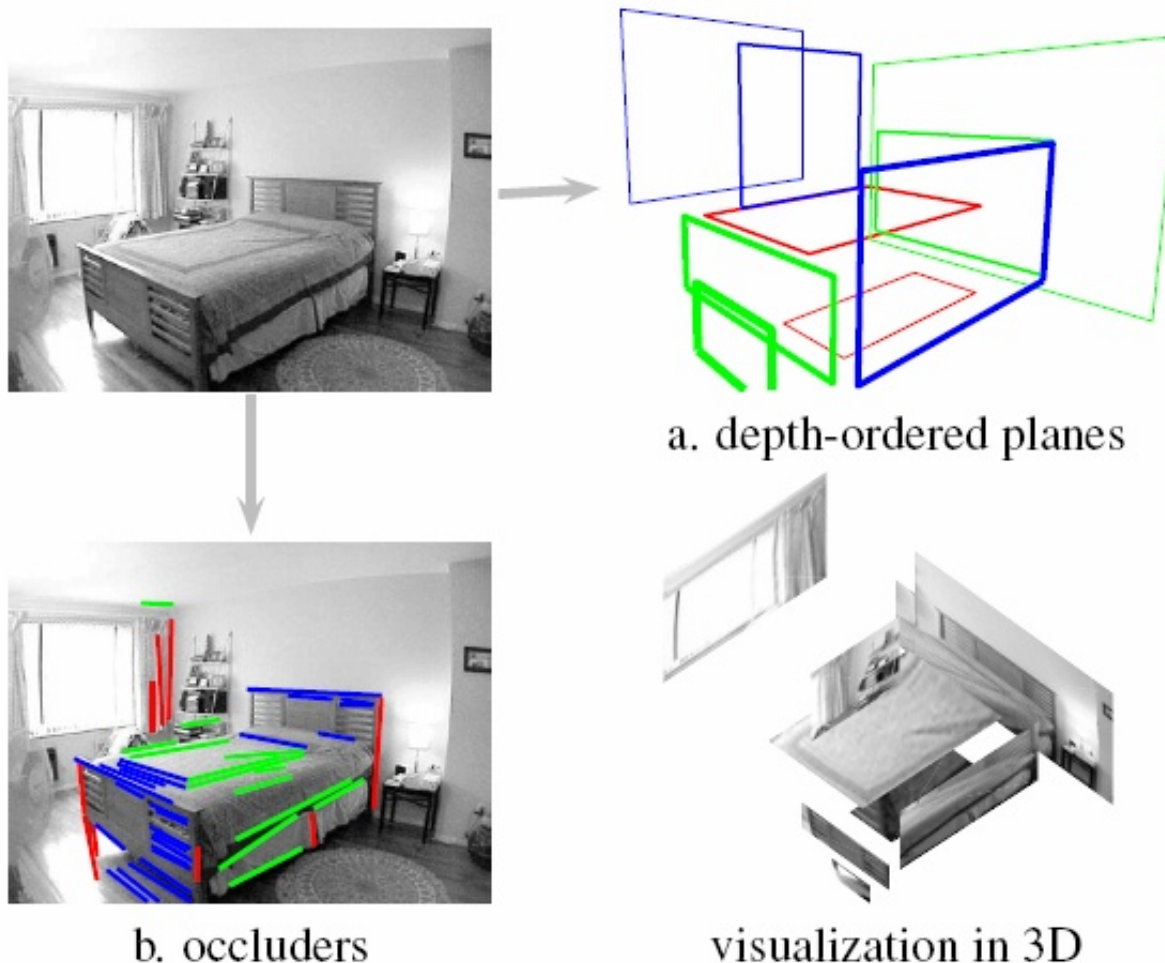 a. depth-ordered planes
b. occluders
visualization in 3D